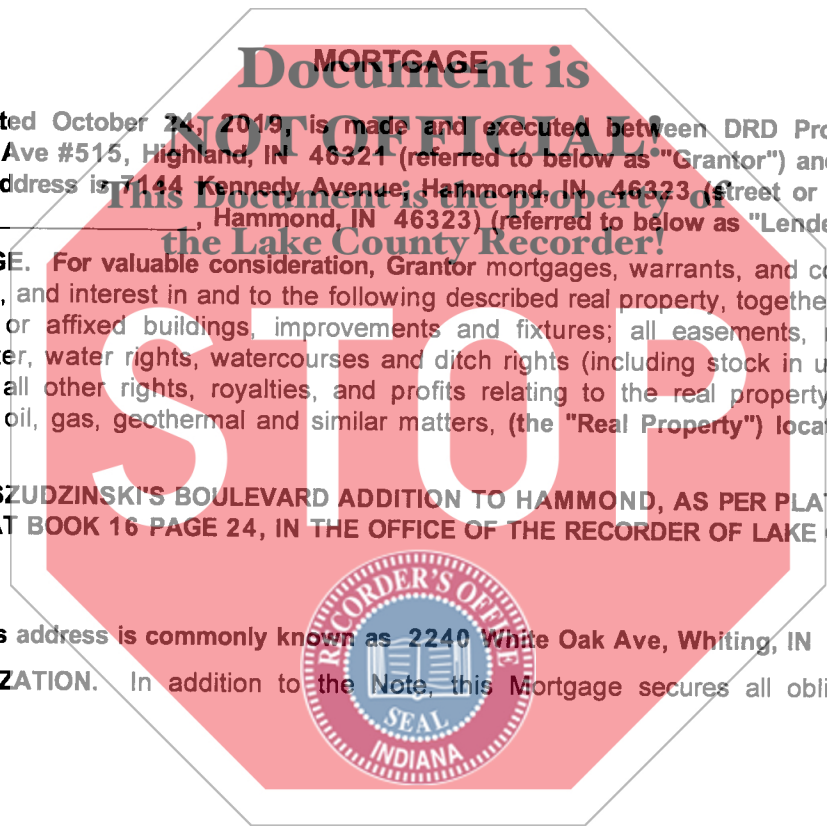 MORTGAGE
Document is
ted October 24, 2019, is made and executed between DRD Pro
NOT OFFICIAL!
Ave #515, Highland, IN 46321 (referred to below as "Grantor") and
ddress is 7144 Kennedy Avenue, Hammond, IN 46323 (street or
This Document is the property of
, Hammond, IN 46323) (referred to below as "Lende
the Lake County Recorder!
GE. For valuable consideration, Grantor mortgages, warrants, and co
, and interest in and to the following described real property, togethe
or affixed buildings, improvements and fixtures; all easements,
er, water rights, watercourses and ditch rights (including stock in u
all other rights, royalties, and profits relating to the real property
oil, gas, geothermal and similar matters, (the "Real Property") locat
STOP
SZUDZINSKI'S BOULEVARD ADDITION TO HAMMOND, AS PER PLAT
AT BOOK 16 PAGE 24, IN THE OFFICE OF THE RECORDER OF LAKE
RECORDER'S OFFICE
s address is commonly known as 2240 White Oak Ave, Whiting, IN
ZATION. In addition to the Note, this Mortgage secures all obli
SEAL
INDIANA